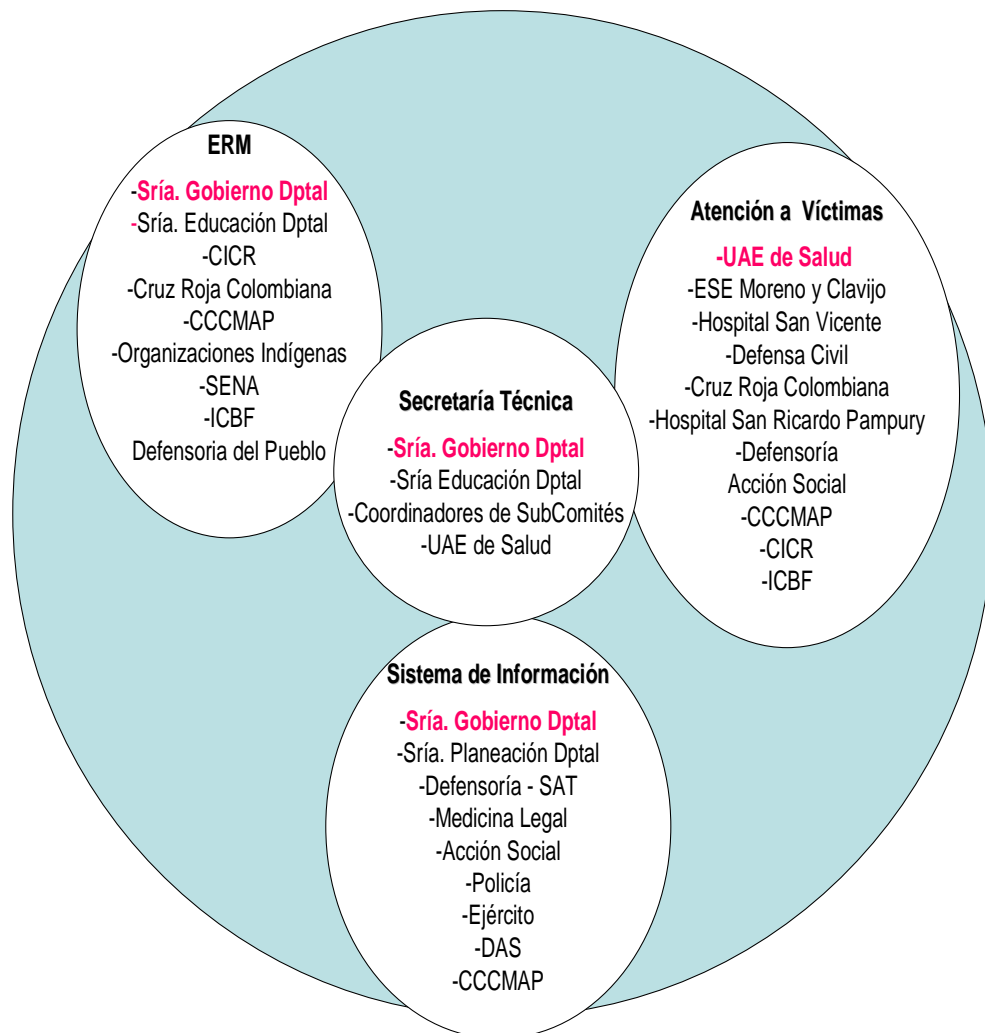 ERM
-Sría. Gobierno Dptal
-Sría. Educación Dptal
-CICR
-Cruz Roja Colombiana
-CCCMAP
-Organizaciones Indígenas
-SENA
-ICBF
Defensoria del Pueblo
Atención a Víctimas
-UAE de Salud
-ESE Moreno y Clavijo
-Hospital San Vicente
-Defensa Civil
-Cruz Roja Colombiana
-Hospital San Ricardo Pampury
-Defensoría
Acción Social
-CCCMAP
-CICR
-ICBF
Secretaría Técnica
-Sría. Gobierno Dptal
-Sría Educación Dptal
-Coordinadores de SubComités
-UAE de Salud
Sistema de Información
-Sría. Gobierno Dptal
-Sría. Planeación Dptal
-Defensoría - SAT
-Medicina Legal
-Acción Social
-Policía
-Ejército
-DAS
-CCCMAP